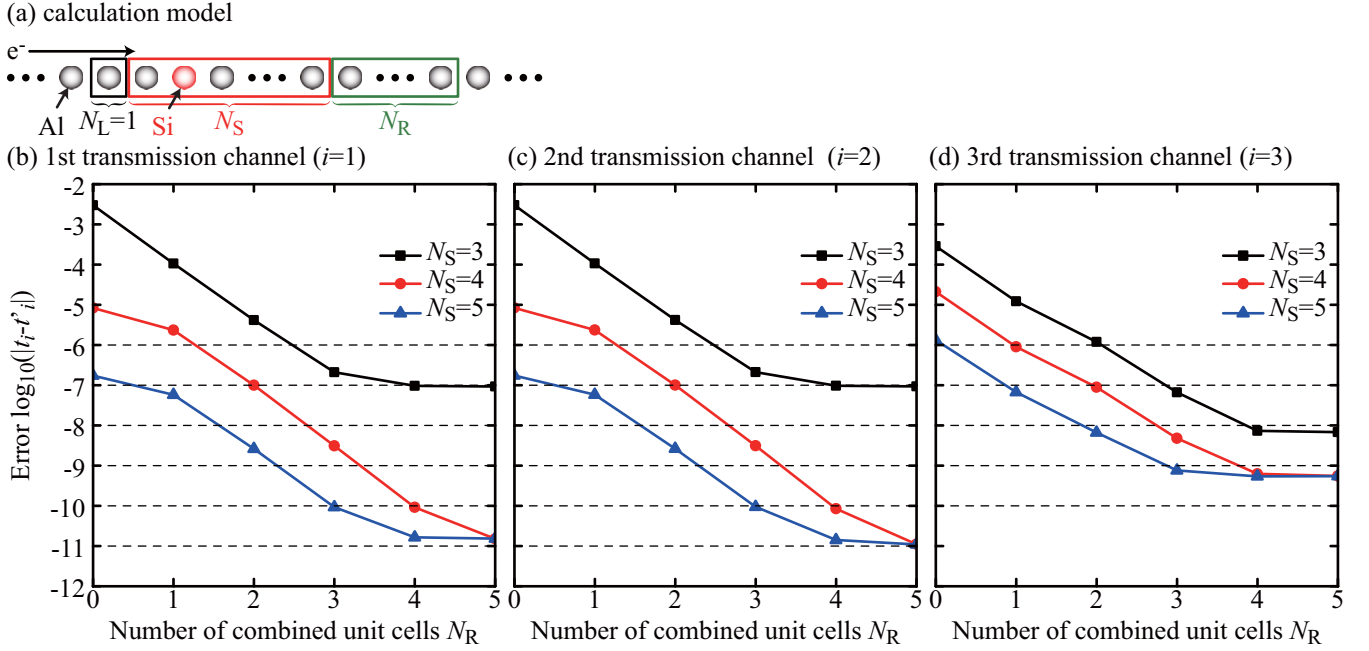 (a) calculation model
e⁻
Al
N_L=1
Si
N_S
N_R
(b) 1st transmission channel (i=1)
(c) 2nd transmission channel (i=2)
(d) 3rd transmission channel (i=3)
Error log₁₀(|t_i-t'_i|)
-2
-3
-4
-5
-6
-7
-8
-9
-10
-11
-12
N_S=3
N_S=4
N_S=5
0 1 2 3 4 5
Number of combined unit cells N_R
N_S=3
N_S=4
N_S=5
0 1 2 3 4 5
Number of combined unit cells N_R
N_S=3
N_S=4
N_S=5
0 1 2 3 4 5
Number of combined unit cells N_R